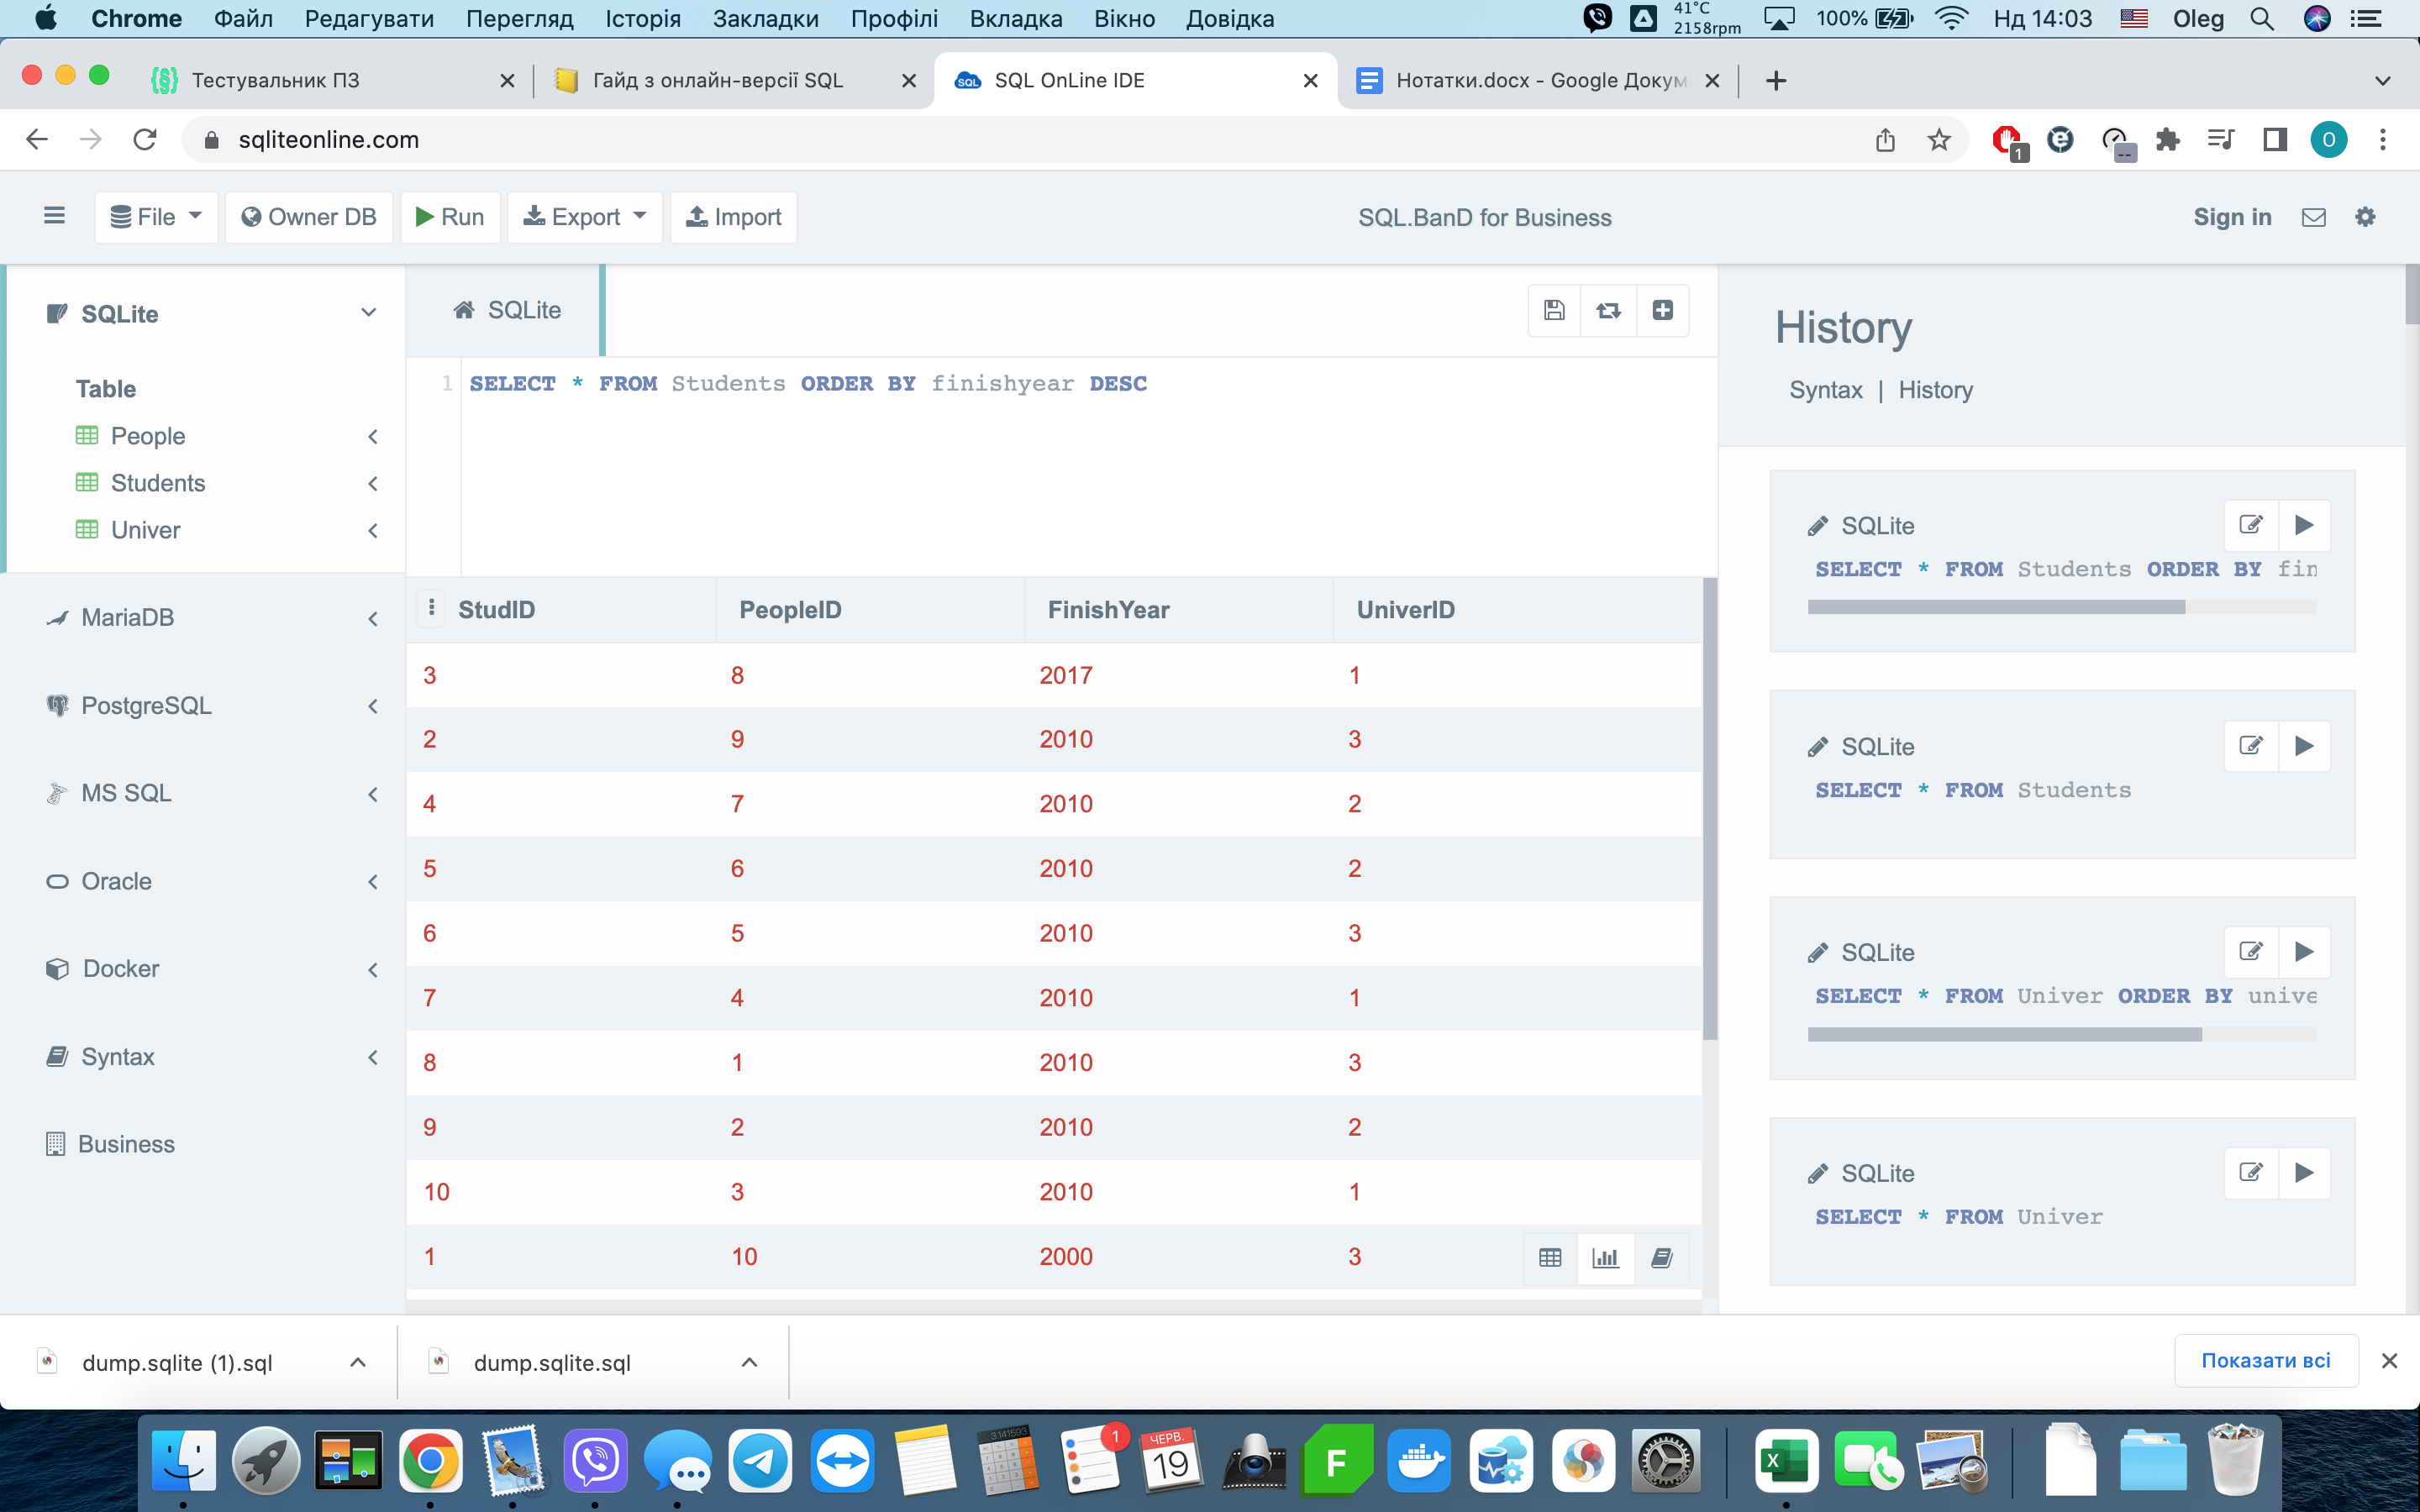 Chrome Файл Редагувати Перегляд Історія Закладки Профілі Вкладка Вікно Довідка 41°C 2158rpm 100% Нд 14:03 Oleg
Тестувальник ПЗ
Гайд з онлайн-версії SQL
SQL SQL OnLine IDE
Нотатки.docx - Google Докум
sqliteonline.com
1
--
O
File
Owner DB
Run
Export
Import
SQL.BanD for Business
Sign in
SQLite
Table
People
Students
Univer
MariaDB
PostgreSQL
MS SQL
Oracle
Docker
Syntax
Business
SQLite
1 SELECT * FROM Students ORDER BY finishyear DESC
StudID PeopleID FinishYear UniverID
3 8 2017 1
2 9 2010 3
4 7 2010 2
5 6 2010 2
6 5 2010 3
7 4 2010 1
8 1 2010 3
9 2 2010 2
10 3 2010 1
1 10 2000 3
History
Syntax | History
SQLite
SELECT * FROM Students ORDER BY fin
SQLite
SELECT * FROM Students
SQLite
SELECT * FROM Univer ORDER BY unive
SQLite
SELECT * FROM Univer
dump.sqlite (1).sql
dump.sqlite.sql
Показати всі
3.141593
1
ЧЕРВ.
19
F
X